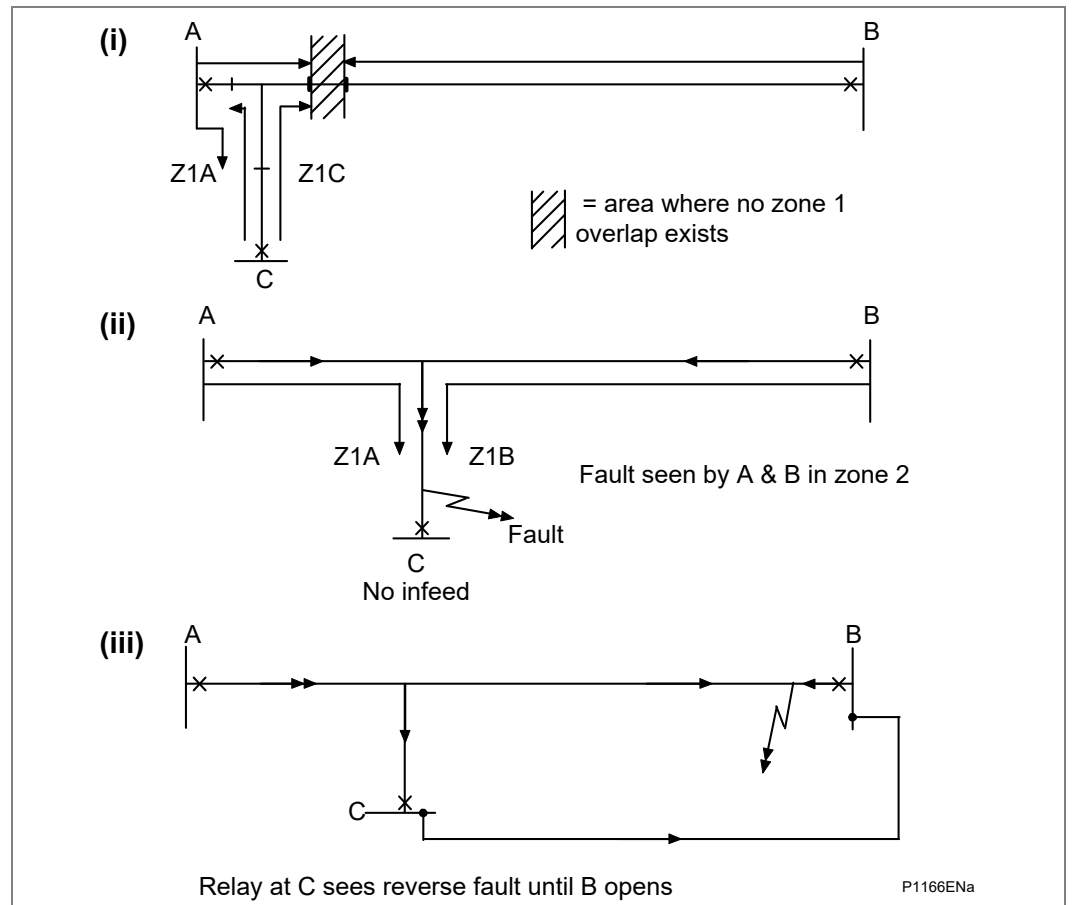 (i)
A
B
Z1A
Z1C
= area where no zone 1
overlap exists
C
(ii)
A
B
Z1A
Z1B
Fault seen by A & B in zone 2
Fault
C
No infeed
(iii)
A
B
C
Relay at C sees reverse fault until B opens
P1166ENa